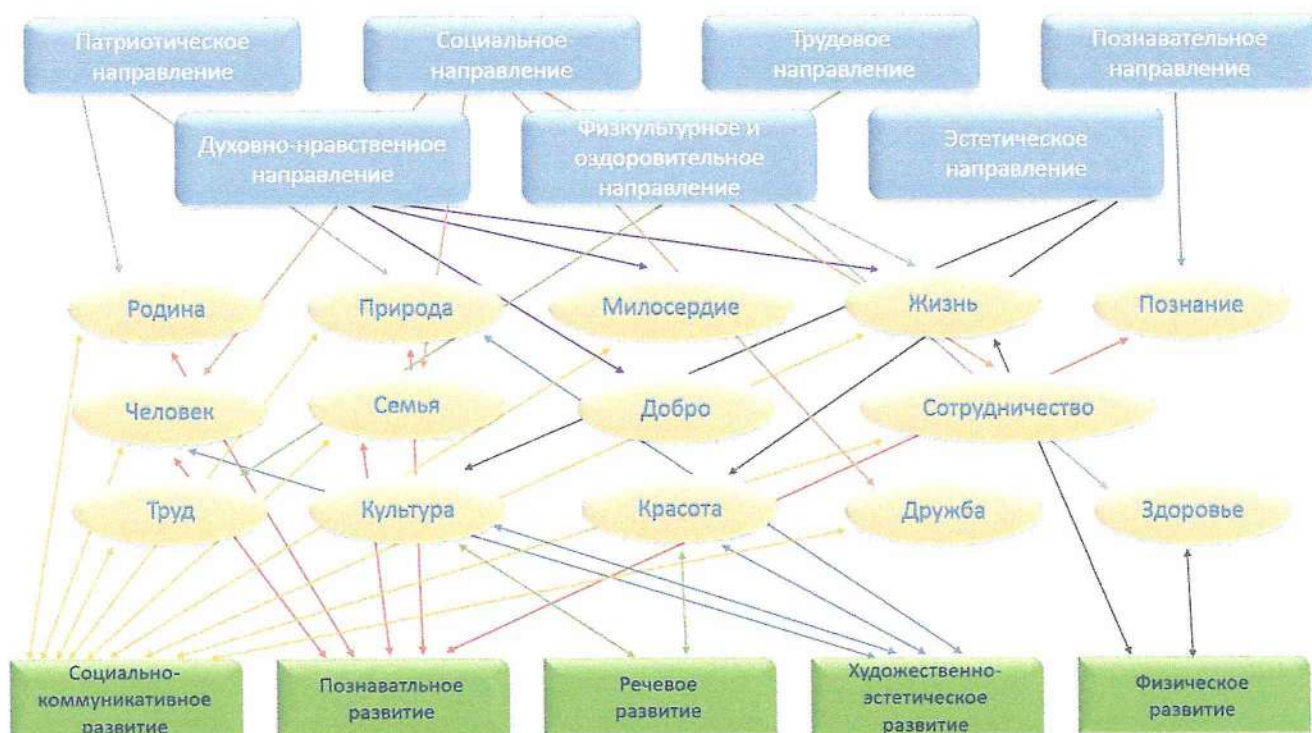 Патриотическое
направление
Социальное
направление
Трудовое
направление
Познавательное
направление
Духовно-нравственное
направление
Физкультурное и
оздоровительное
направление
Эстетическое
направление
Родина
Природа
Милосердие
Жизнь
Познание
Человек
Семья
Добро
Сотрудничество
Труд
Культура
Красота
Дружба
Здоровье
Социально-
коммуникативное
развитие
Познаватльное
развитие
Речевое
развитие
Художественно-
эстетическое
развитие
Физическое
развитие